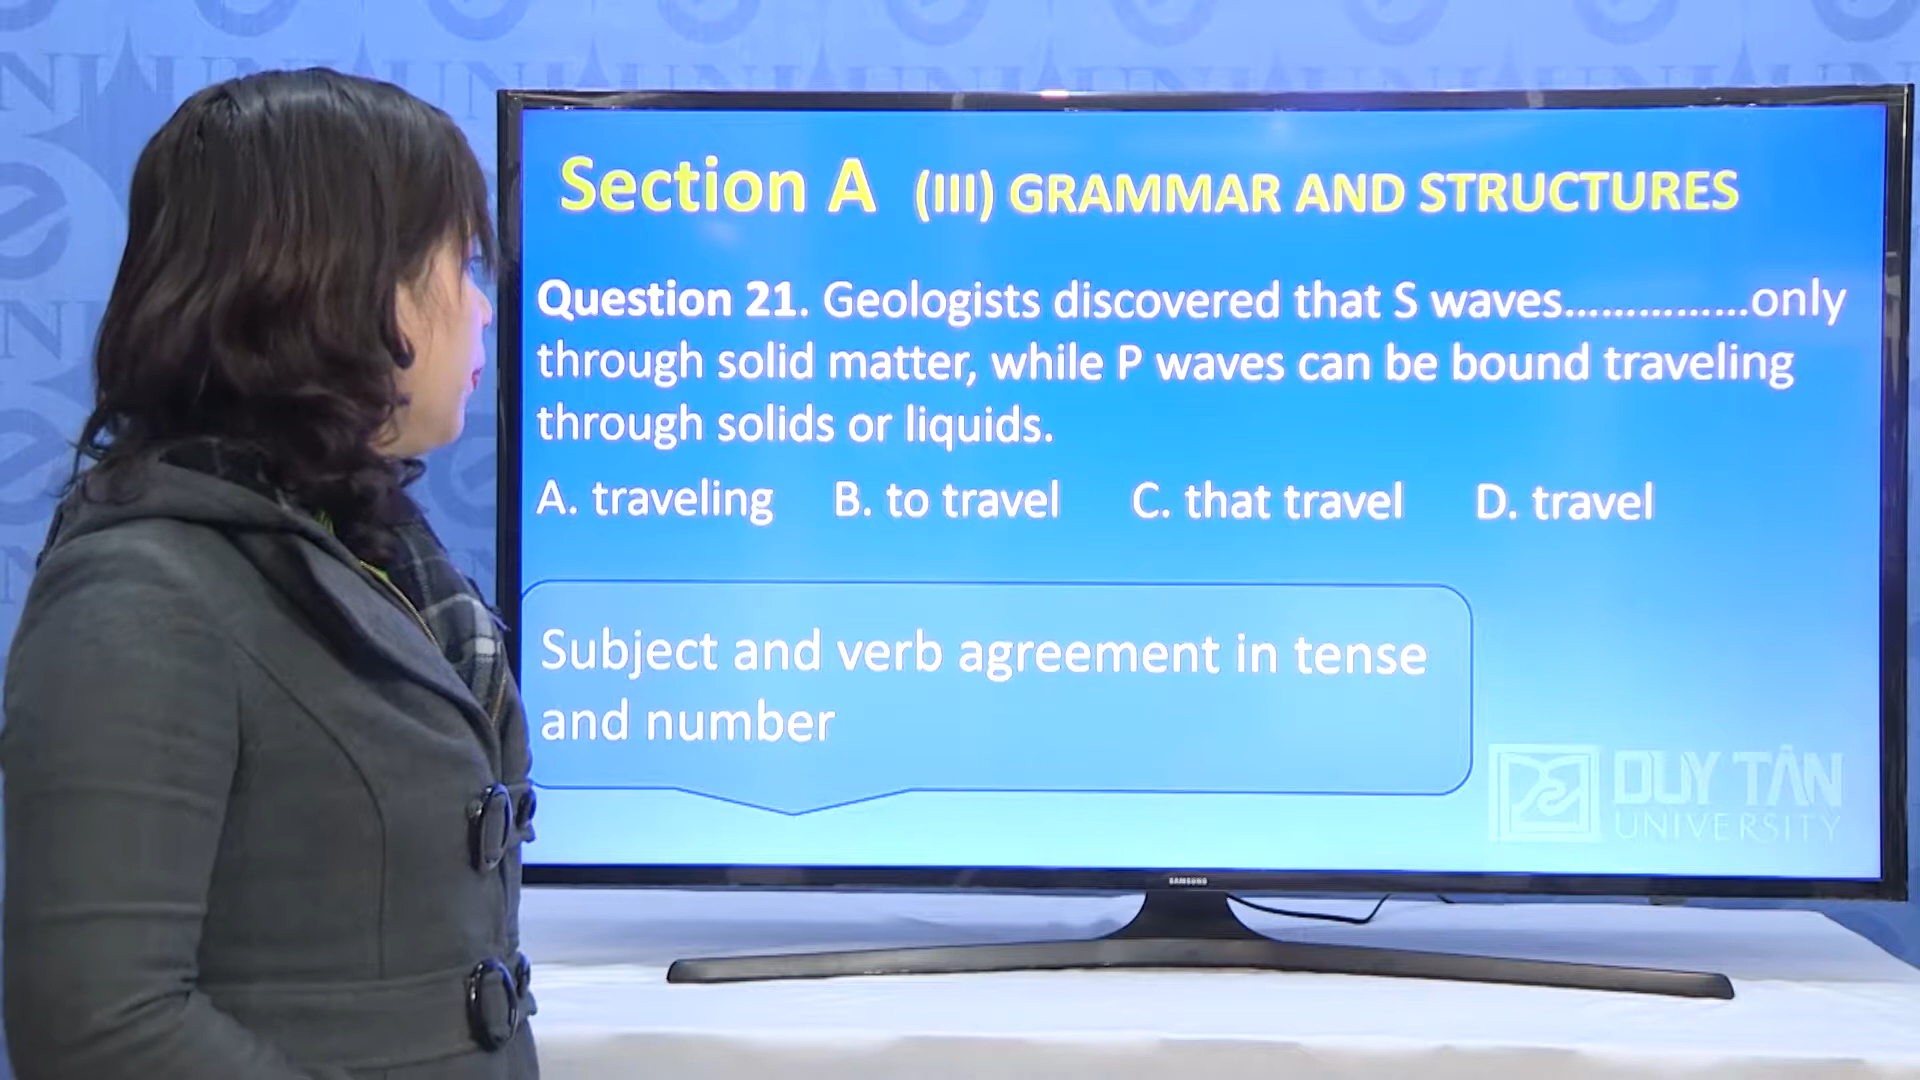 Section A (III) GRAMMAR AND STRUCTURES
Question 21. Geologists discovered that S waves...............only
through solid matter, while P waves can be bound traveling
through solids or liquids.
A. traveling B. to travel C. that travel D. travel
Subject and verb agreement in tense
and number
DUY TÂN
UNIVERSITY
SAMSUNG